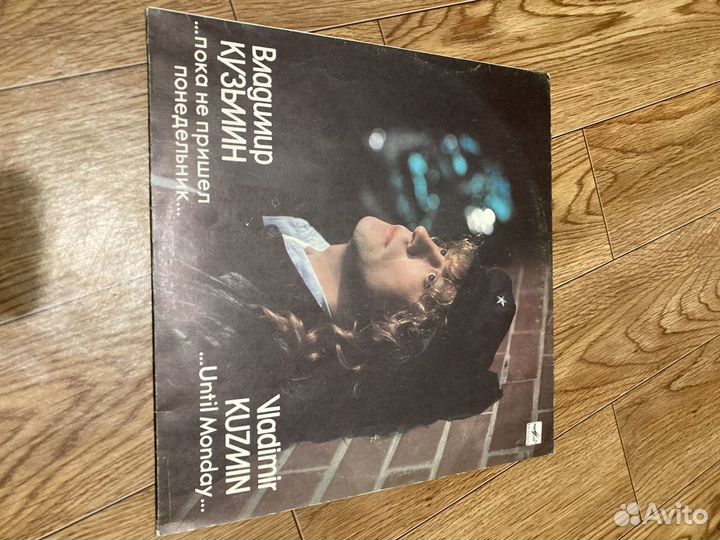 Владимир
КУЗЬМИН
...пока не пришел
понедельник...
Vladimir
KUZMIN
...Until Monday...
Avito